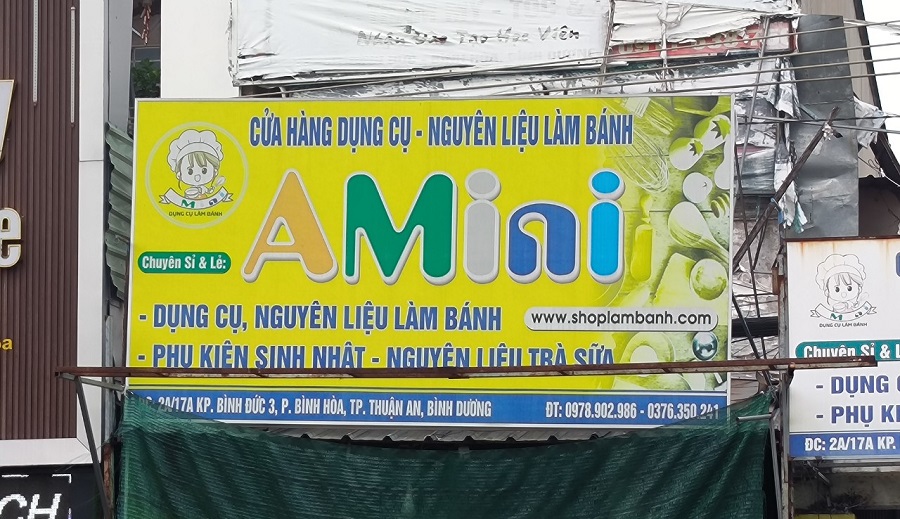 CỬA HÀNG DỤNG CỤ - NGUYÊN LIỆU LÀM BÁNH
DỤNG CỤ LÀM BÁNH
AMini
Chuyên Sỉ & Lẻ:
- DỤNG CỤ, NGUYÊN LIỆU LÀM BÁNH
www.shoplambanh.com
- PHỤ KIỆN SINH NHẬT - NGUYÊN LIỆU TRÀ SỮA
2A/17A KP. BÌNH ĐỨC 3, P. BÌNH HÒA, TP. THUẬN AN, BÌNH DƯƠNG
ĐT: 0978.902.986 - 0376.350.241
DỤNG CỤ LÀM BÁNH
Chuyên Sỉ & L
- DỤNG
- PHỤ K
ĐC: 2A/17A KP.
CH